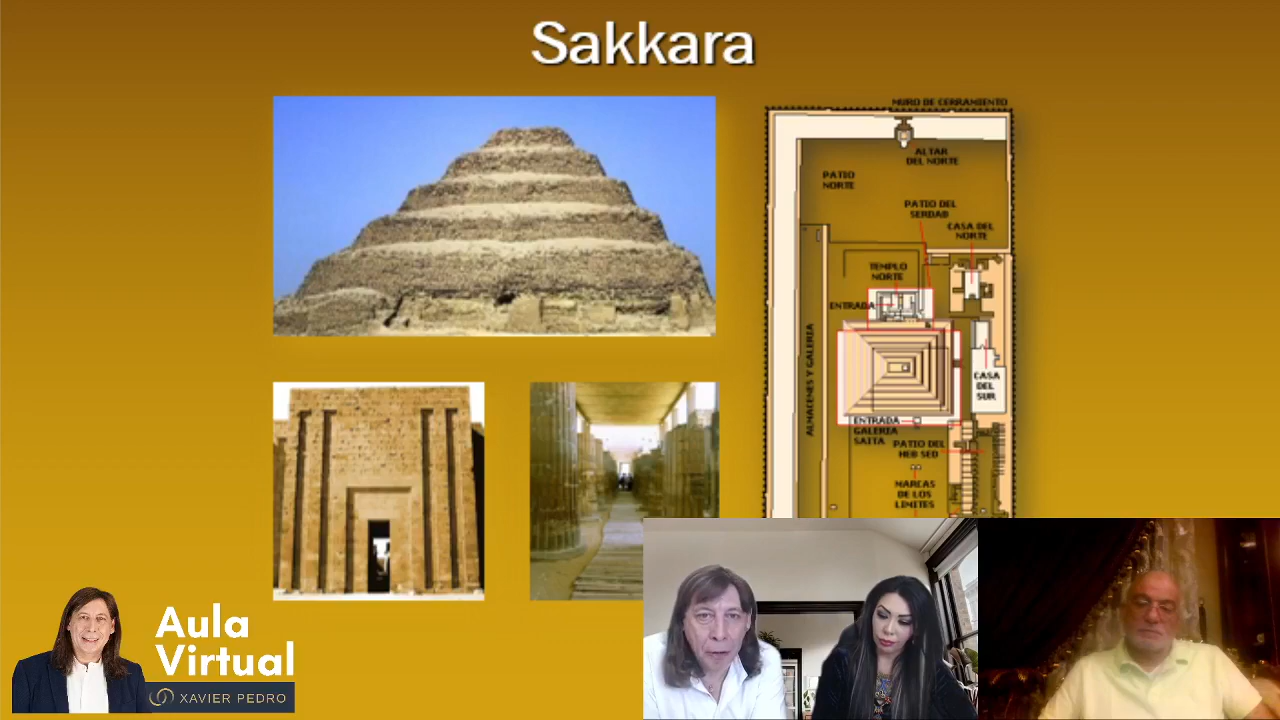 Sakkara
MURO DE CERRAMIENTO
ALTAR
DEL NORTE
PATIO
NORTE
PATIO DEL
SERDAB
CASA DEL
NORTE
TEMPLO
NORTE
ENTRADA
ALMACENES Y GALERIA
CASA
DEL
SUR
ENTRADA
GALERIA
SAITA
PATIO DEL
HEB SED
MARCAS
DE LOS
LIMITES
Aula
Virtual
XAVIER PEDRO